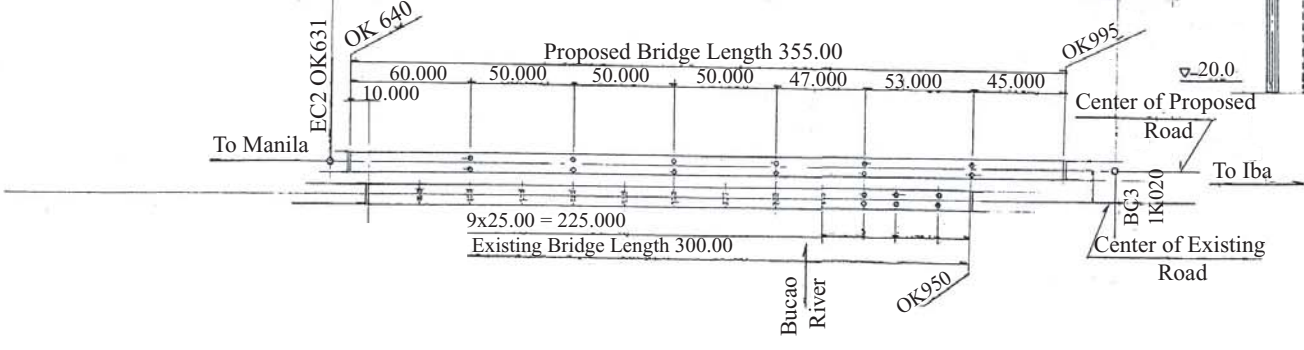 OK 640
EC2 OK631
Proposed Bridge Length 355.00
OK995
60.000 50.000 50.000 50.000 47.000 53.000 45.000
10.000
20.0
Center of Proposed
Road
To Manila
To Iba
BC3
1K020
9x25.00 = 225.000
Existing Bridge Length 300.00
Center of Existing
Road
OK950
Bucao
River